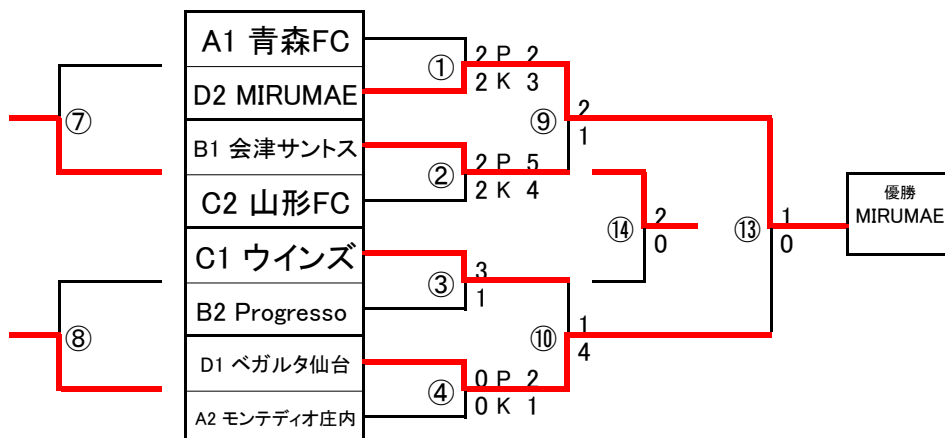 A1 青森FC
D2 MIRUMAE
B1 会津サントス
C2 山形FC
C1 ウインズ
B2 Progresso
D1 ベガルタ仙台
A2 モンテディオ庄内
⑦
⑧
①
2 P 2
2 K 3
②
2 P 5
2 K 4
③
3
1
④
0 P 2
0 K 1
⑨
2
1
⑩
1
4
⑭
2
0
⑬
1
0
優勝
MIRUMAE